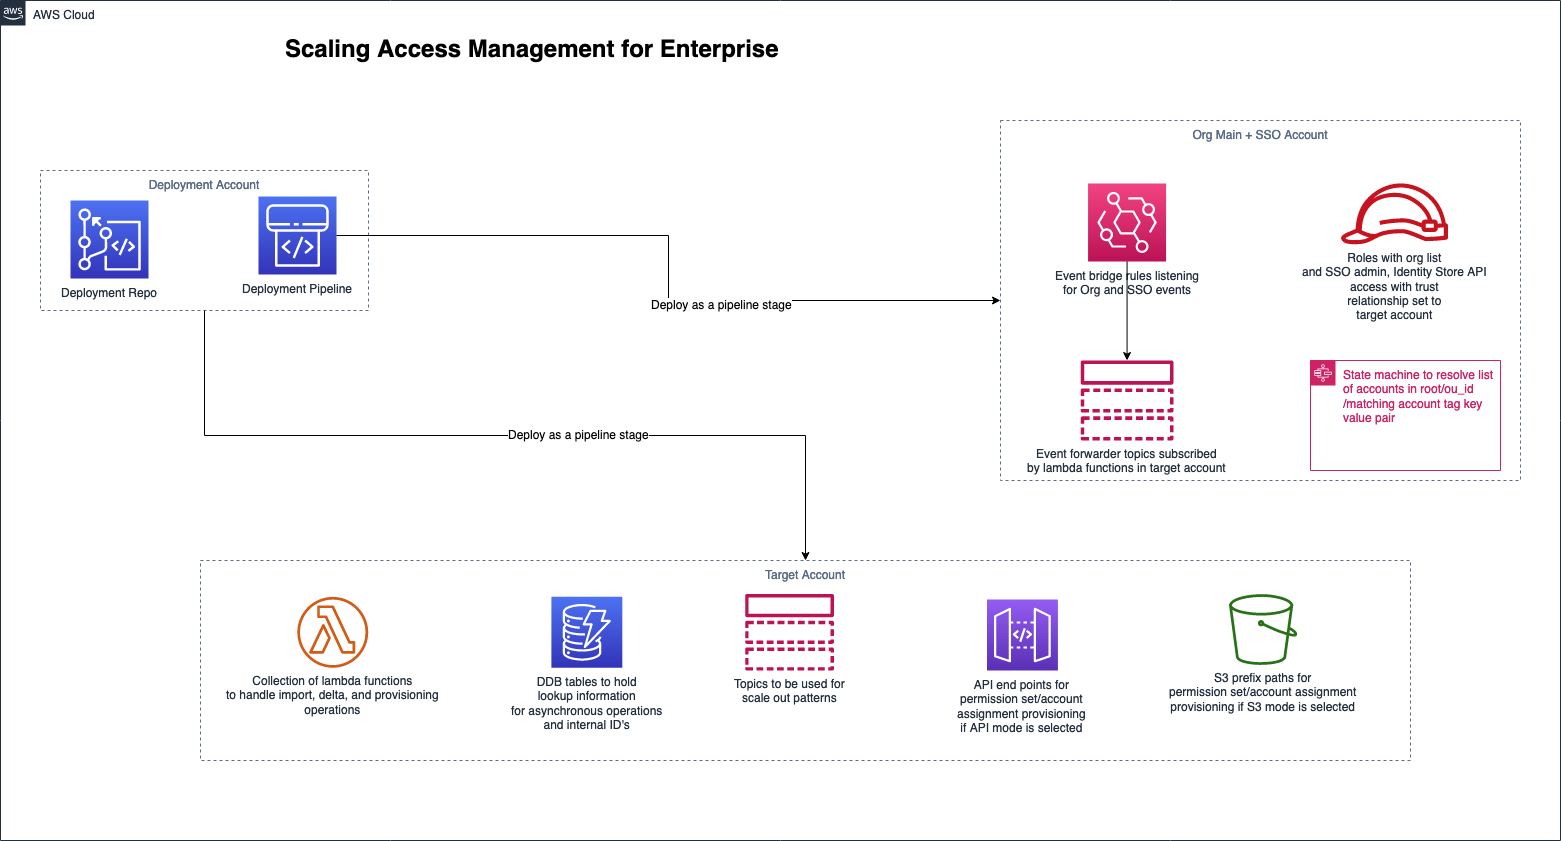 aws
AWS Cloud
Scaling Access Management for Enterprise
Deployment Account
Deployment Repo
Deployment Pipeline
Deploy as a pipeline stage
Deploy as a pipeline stage
Org Main + SSO Account
Event bridge rules listening
for Org and SSO events
Roles with org list
and SSO admin, Identity Store API
access with trust
relationship set to
target account
Event forwarder topics subscribed
by lambda functions in target account
State machine to resolve list
of accounts in root/ou_id
/matching account tag key
value pair
Target Account
Collection of lambda functions
to handle import, delta, and provisioning
operations
DDB tables to hold
lookup information
for asynchronous operations
and internal ID's
Topics to be used for
scale out patterns
API end points for
permission set/account
assignment provisioning
if API mode is selected
S3 prefix paths for
permission set/account assignment
provisioning if S3 mode is selected